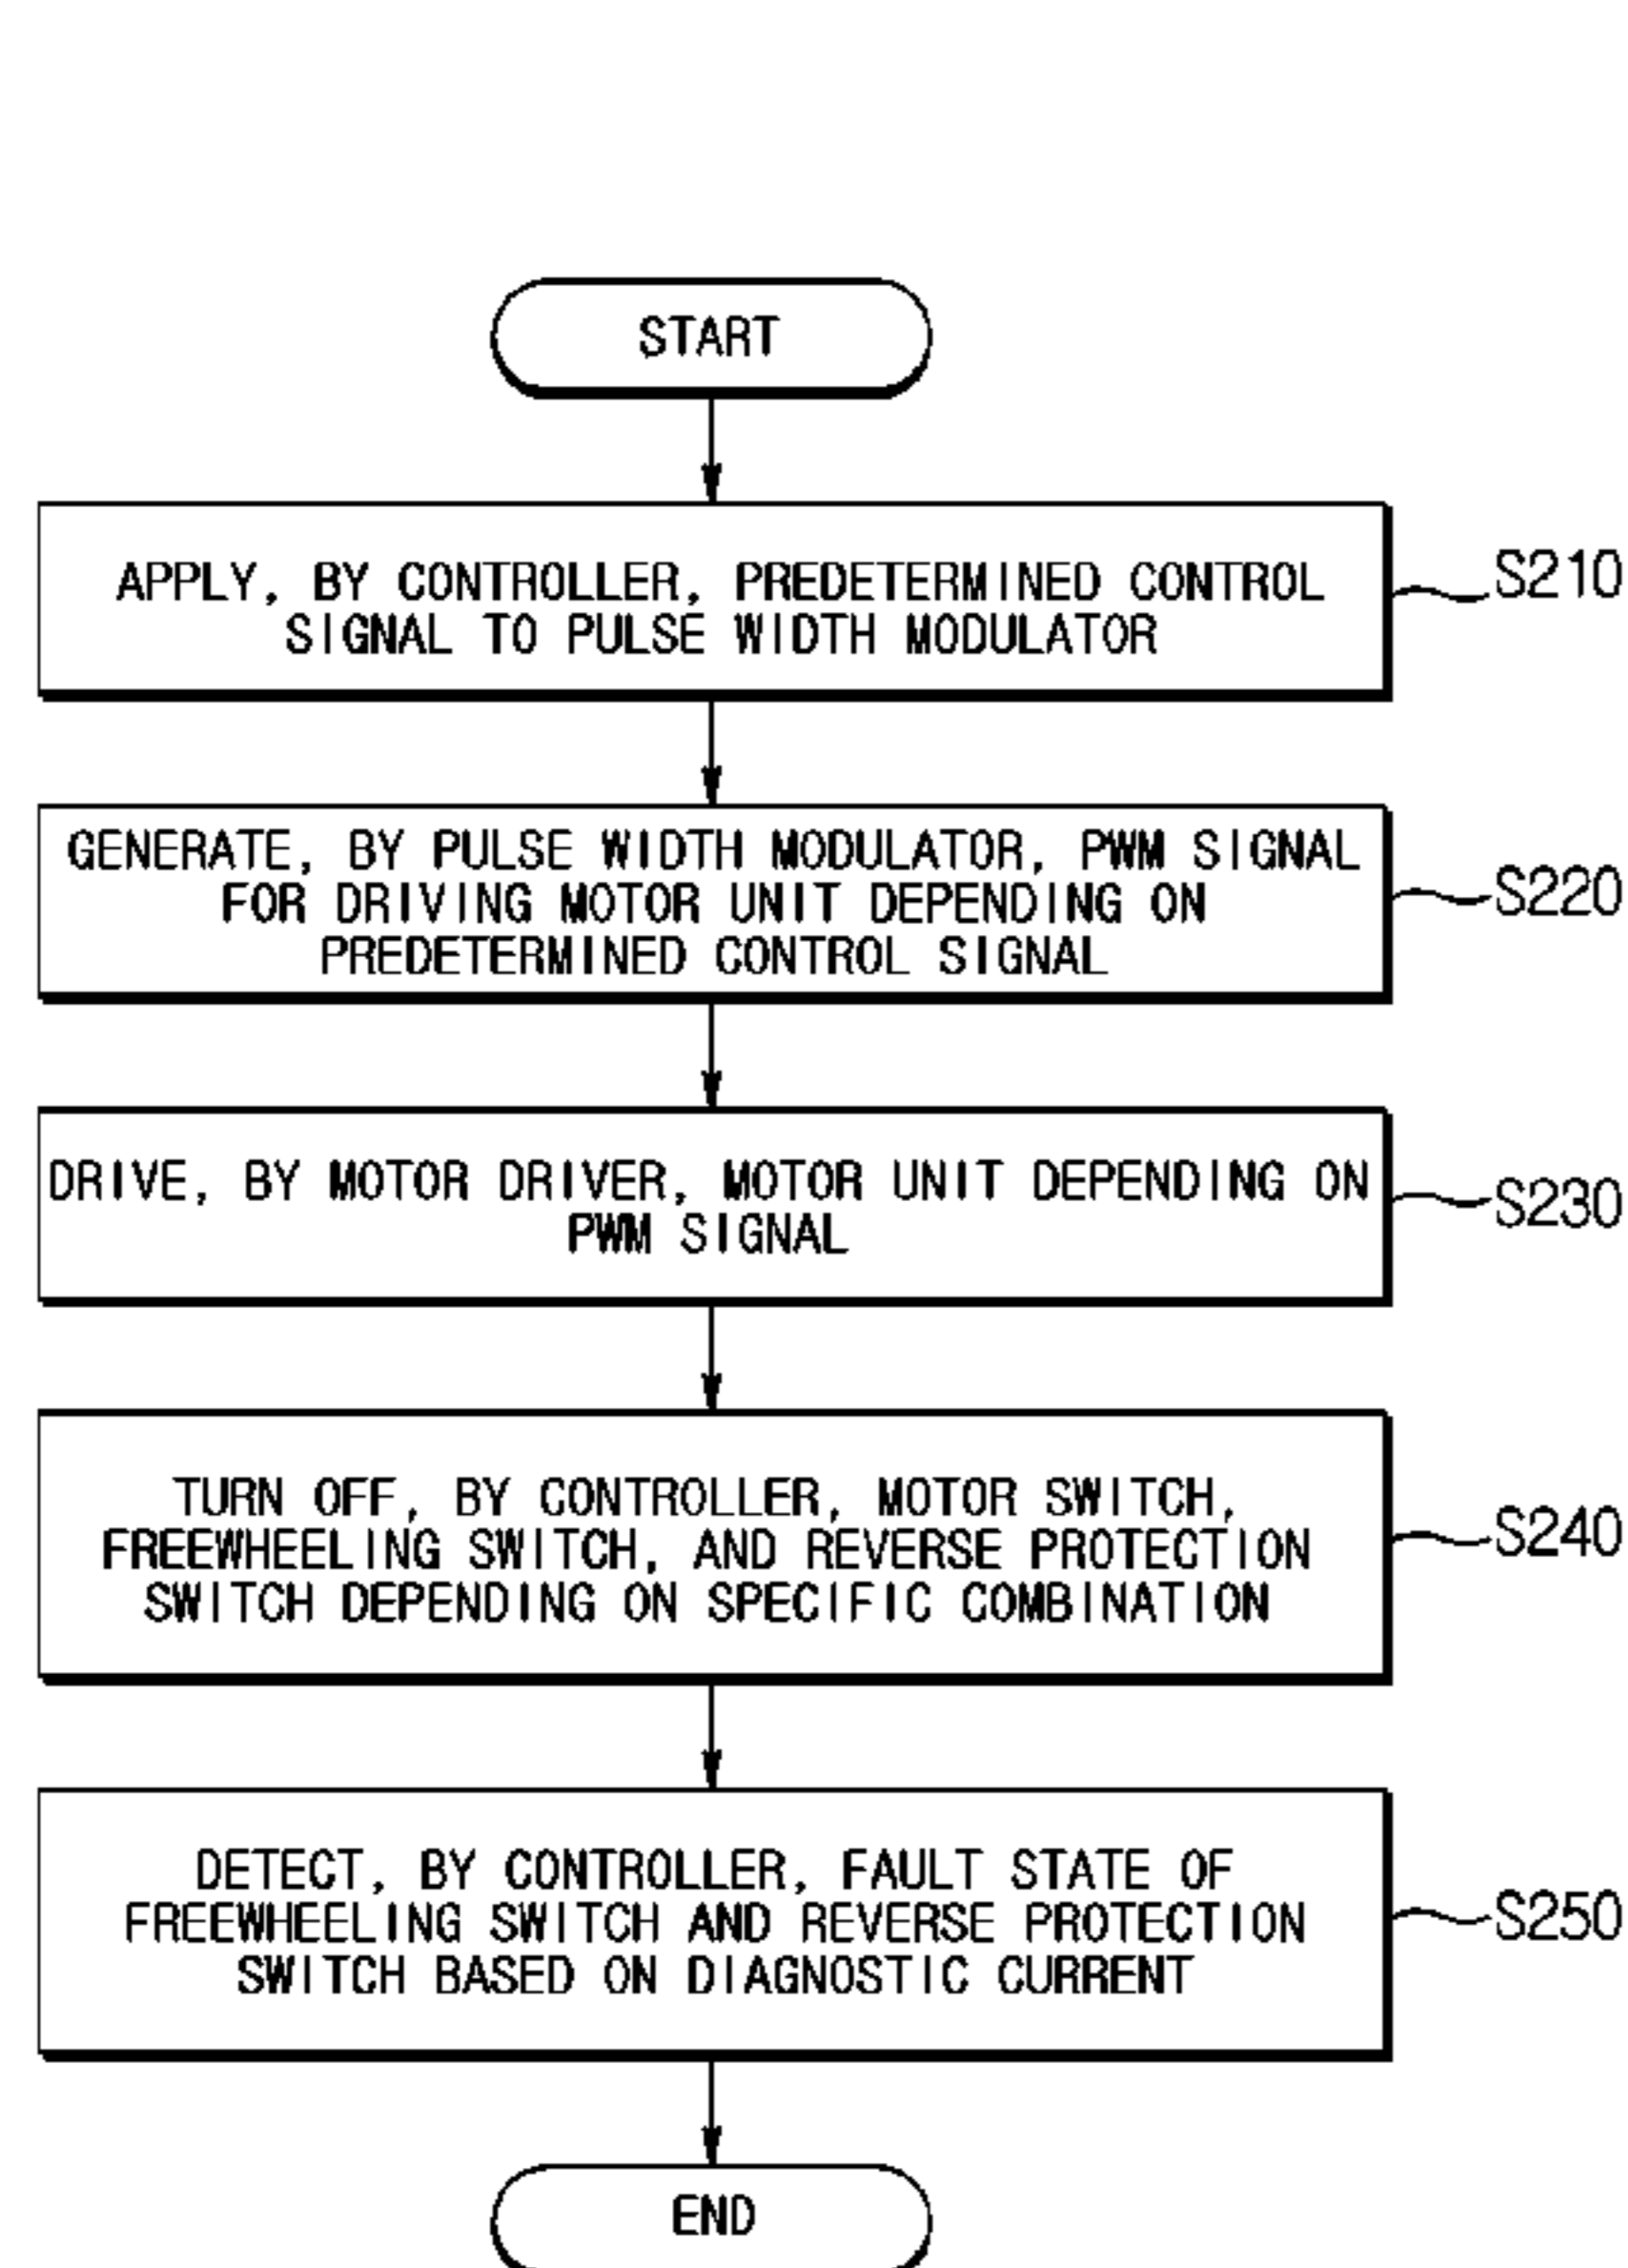 START
APPLY, BY CONTROLLER, PREDETERMINED CONTROL
SIGNAL TO PULSE WIDTH MODULATOR
S210
GENERATE, BY PULSE WIDTH MODULATOR, PWM SIGNAL
FOR DRIVING MOTOR UNIT DEPENDING ON
PREDETERMINED CONTROL SIGNAL
S220
DRIVE, BY MOTOR DRIVER, MOTOR UNIT DEPENDING ON
PWM SIGNAL
S230
TURN OFF, BY CONTROLLER, MOTOR SWITCH,
FREEWHEELING SWITCH, AND REVERSE PROTECTION
SWITCH DEPENDING ON SPECIFIC COMBINATION
S240
DETECT, BY CONTROLLER, FAULT STATE OF
FREEWHEELING SWITCH AND REVERSE PROTECTION
SWITCH BASED ON DIAGNOSTIC CURRENT
S250
END